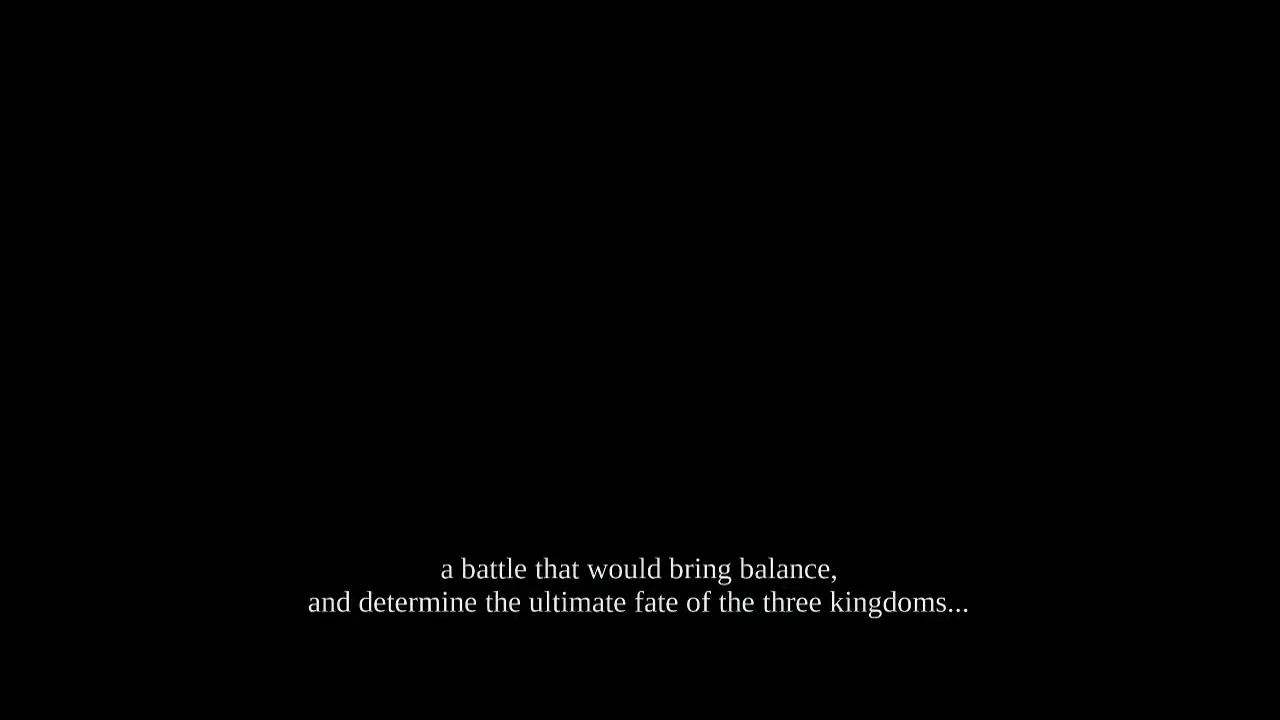 a battle that would bring balance,
and determine the ultimate fate of the three kingdoms...